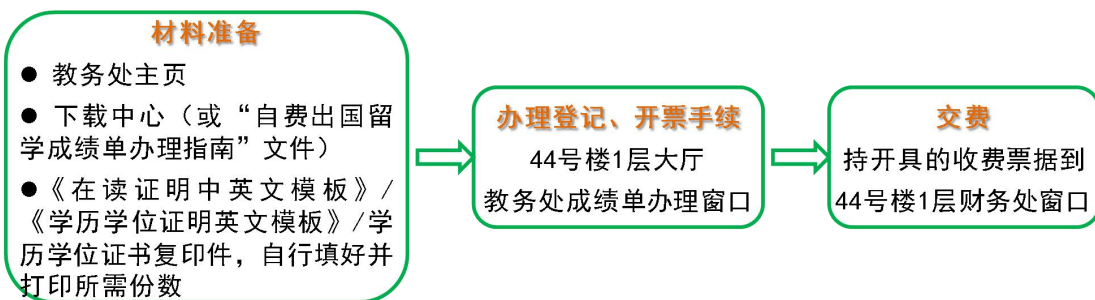 材料准备
● 教务处主页
● 下载中心（或“自费出国留
学成绩单办理指南”文件）
●《在读证明中英文模板》/
《学历学位证明英文模板》/学
历学位证书复印件，自行填好并
打印所需份数
办理登记、开票手续
44号楼1层大厅
教务处成绩单办理窗口
交费
持开具的收费票据到
44号楼1层财务处窗口